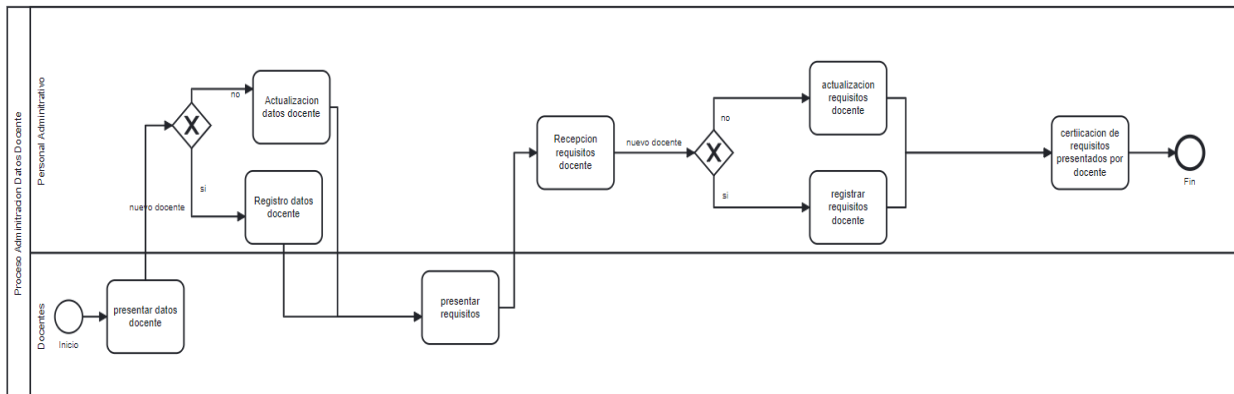 Proceso Adminitracion Datos Docente
Personal Adminitrativo
no
Actualizacion
datos docente
nuevo docente
si
Registro datos
docente
Recepcion
requisitos
docente
nuevo docente
no
actualizacion
requisitos
docente
si
registrar
requisitos
docente
certiicacion de
requisitos
presentados por
docente
Fin
Docentes
Inicio
presentar datos
docente
presentar
requisitos